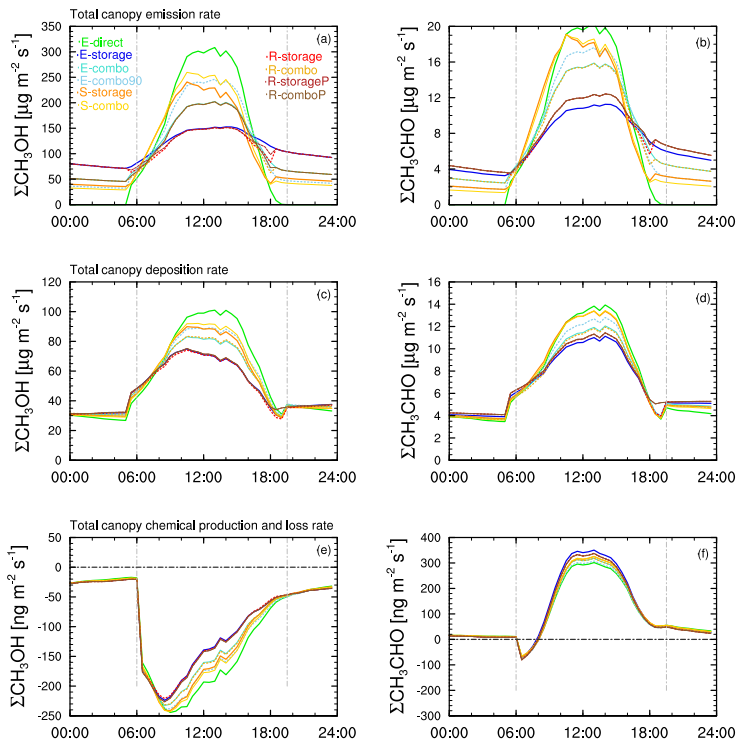 Total canopy emission rate
(a)
E-direct
E-storage
E-combo
E-combo90
S-storage
S-combo
R-storage
R-combo
R-storageP
R-comboP
ΣCH₃OH [µg m⁻² s⁻¹]
350
300
250
200
150
100
50
0
00:00 06:00 12:00 18:00 24:00
(b)
ΣCH₃CHO [µg m⁻² s⁻¹]
20
16
12
8
4
0
00:00 06:00 12:00 18:00 24:00
Total canopy deposition rate
(c)
ΣCH₃OH [µg m⁻² s⁻¹]
120
100
80
60
40
20
0
00:00 06:00 12:00 18:00 24:00
(d)
ΣCH₃CHO [µg m⁻² s⁻¹]
16
14
12
10
8
6
4
2
0
00:00 06:00 12:00 18:00 24:00
Total canopy chemical production and loss rate
(e)
ΣCH₃OH [ng m⁻² s⁻¹]
50
0
-50
-100
-150
-200
-250
00:00 06:00 12:00 18:00 24:00
(f)
ΣCH₃CHO [ng m⁻² s⁻¹]
400
300
200
100
0
-100
-200
-300
00:00 06:00 12:00 18:00 24:00